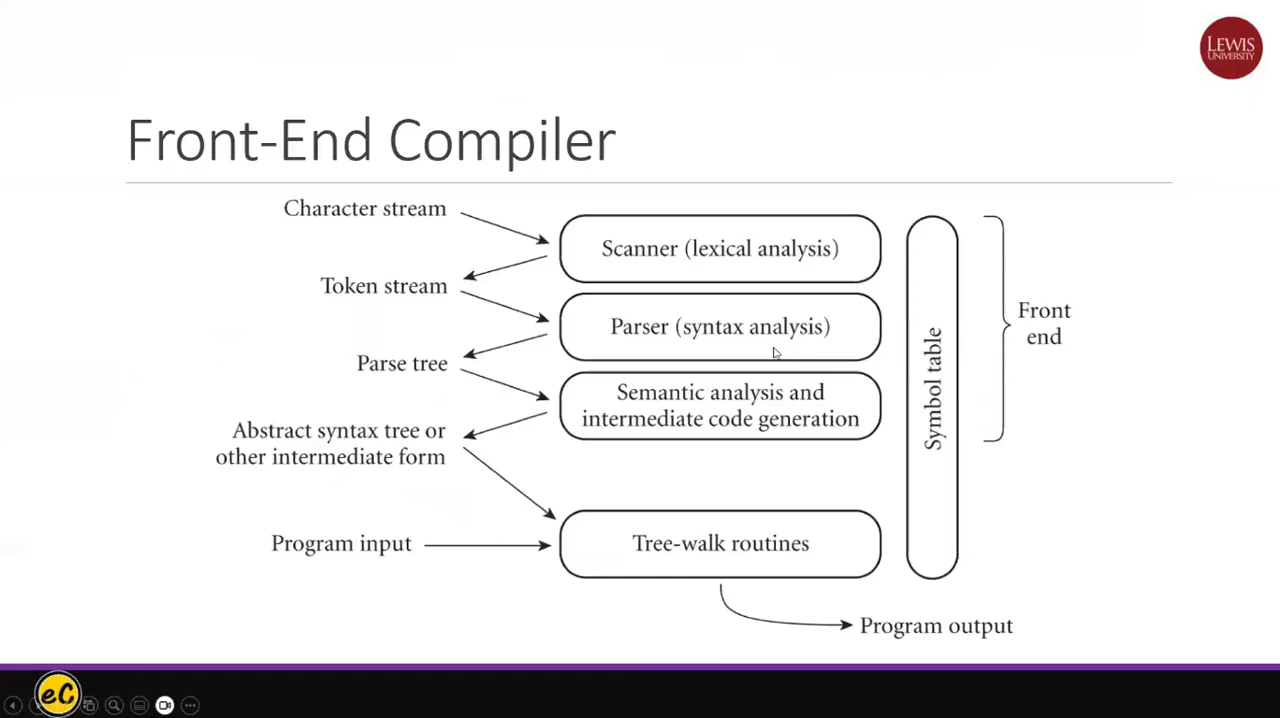 LEWIS
UNIVERSITY
Front-End Compiler
Character stream
Scanner (lexical analysis)
Token stream
Parser (syntax analysis)
Parse tree
Semantic analysis and
intermediate code generation
Abstract syntax tree or
other intermediate form
Program input
Tree-walk routines
Program output
Symbol table
Front
end
eC